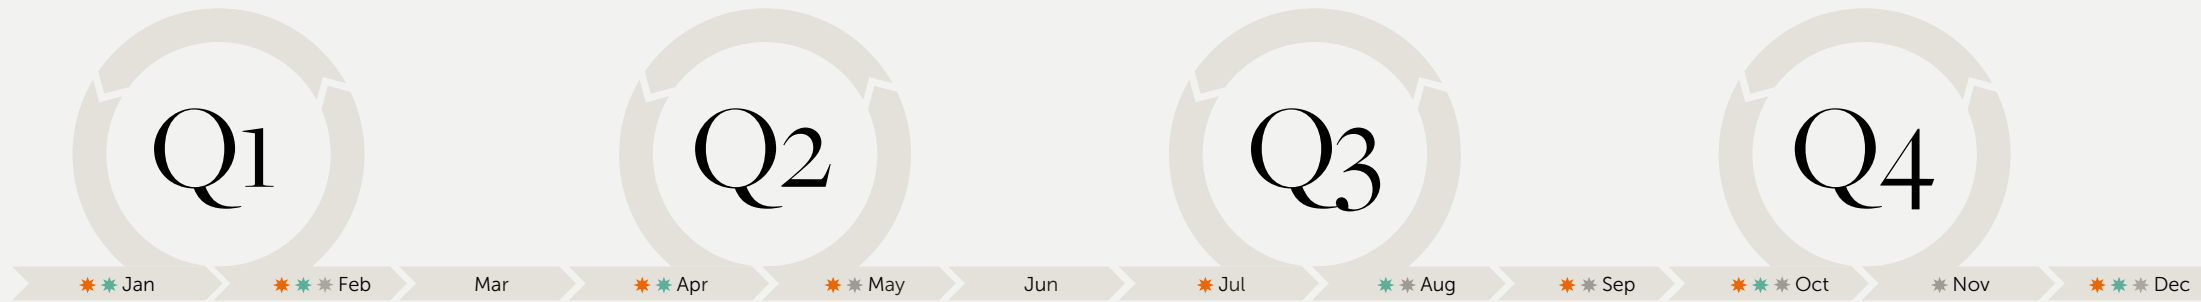 Q1
Q2
Q3
Q4
Jan Feb Mar Apr May Jun Jul Aug Sep Oct Nov Dec